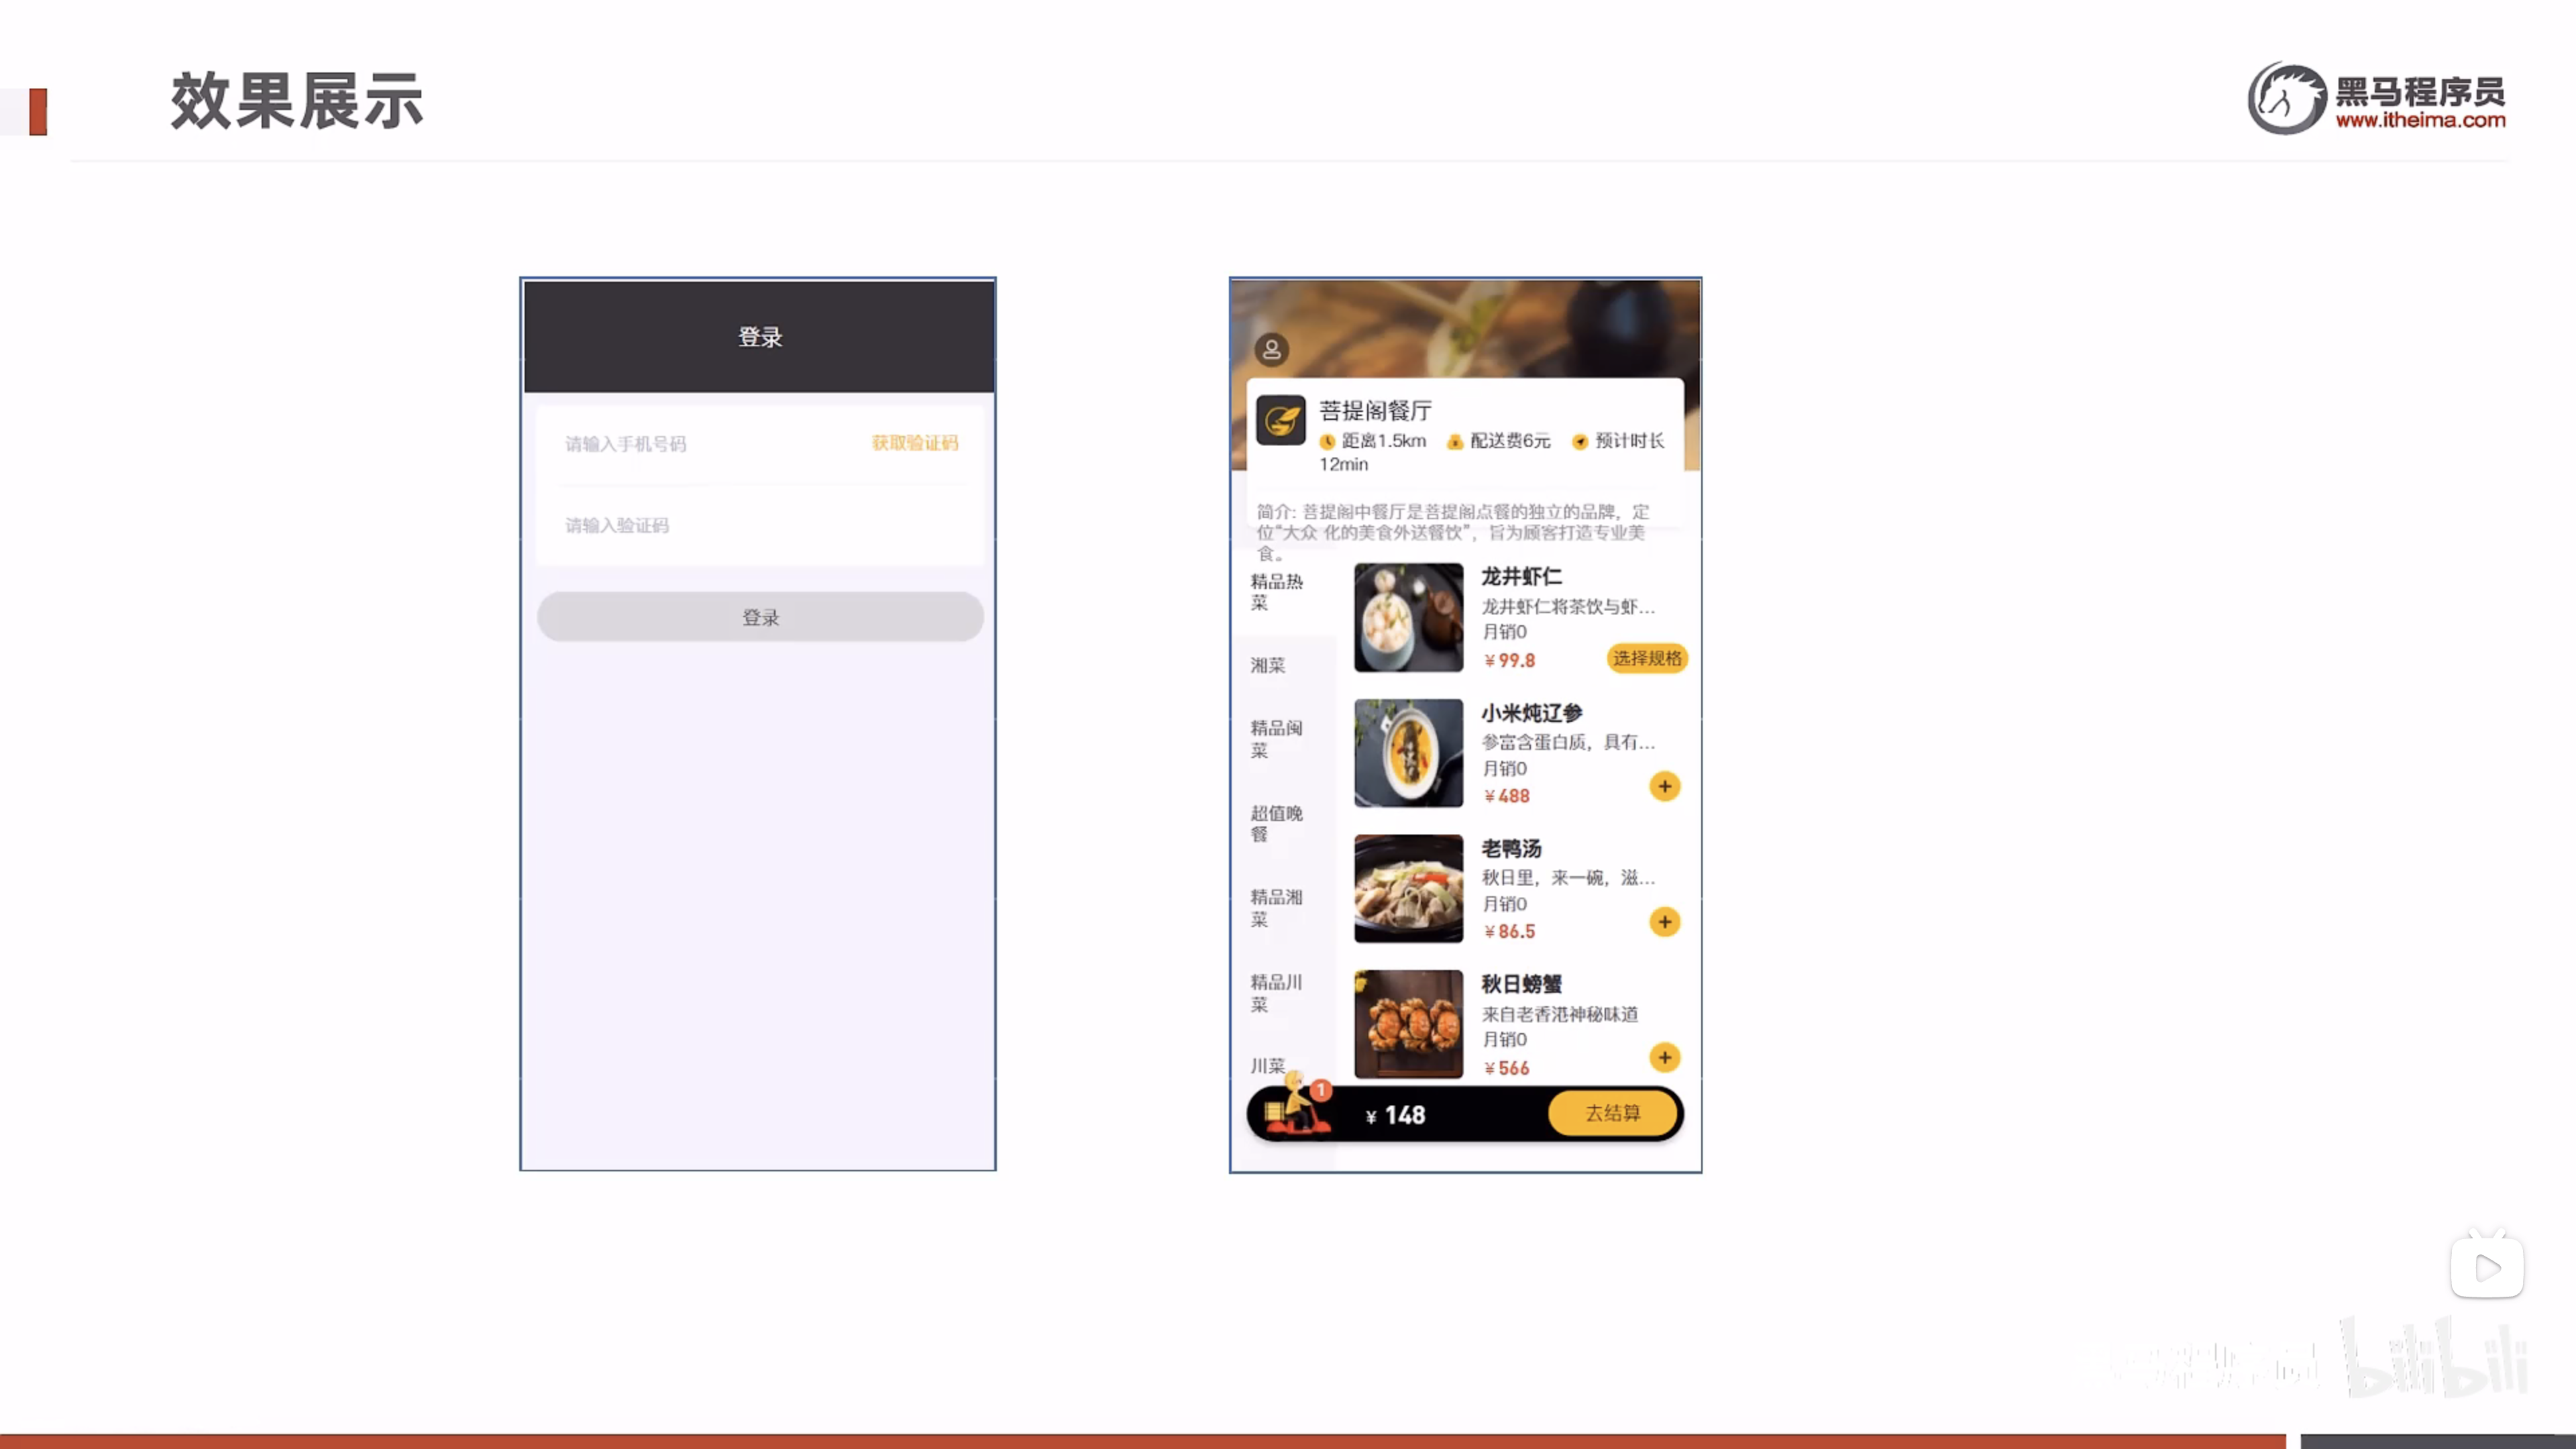 效果展示
黑马程序员
www.itheima.com
登录
请输入手机号码
获取验证码
请输入验证码
登录
菩提阁餐厅
距离1.5km 配送费6元 预计时长
12min
简介: 菩提阁中餐厅是菩提阁点餐的独立的品牌，定
位“大众 化的美食外送餐饮”，旨为顾客打造专业美
食。
精品热
菜
湘菜
精品闽
菜
超值晚
餐
精品湘
菜
精品川
菜
川菜
龙井虾仁
龙井虾仁将茶饮与虾...
月销0
¥99.8
选择规格
小米炖辽参
参富含蛋白质，具有...
月销0
¥488
+
老鸭汤
秋日里，来一碗，滋...
月销0
¥86.5
+
秋日螃蟹
来自老香港神秘味道
月销0
¥566
+
1
¥ 148
去结算
bilibili